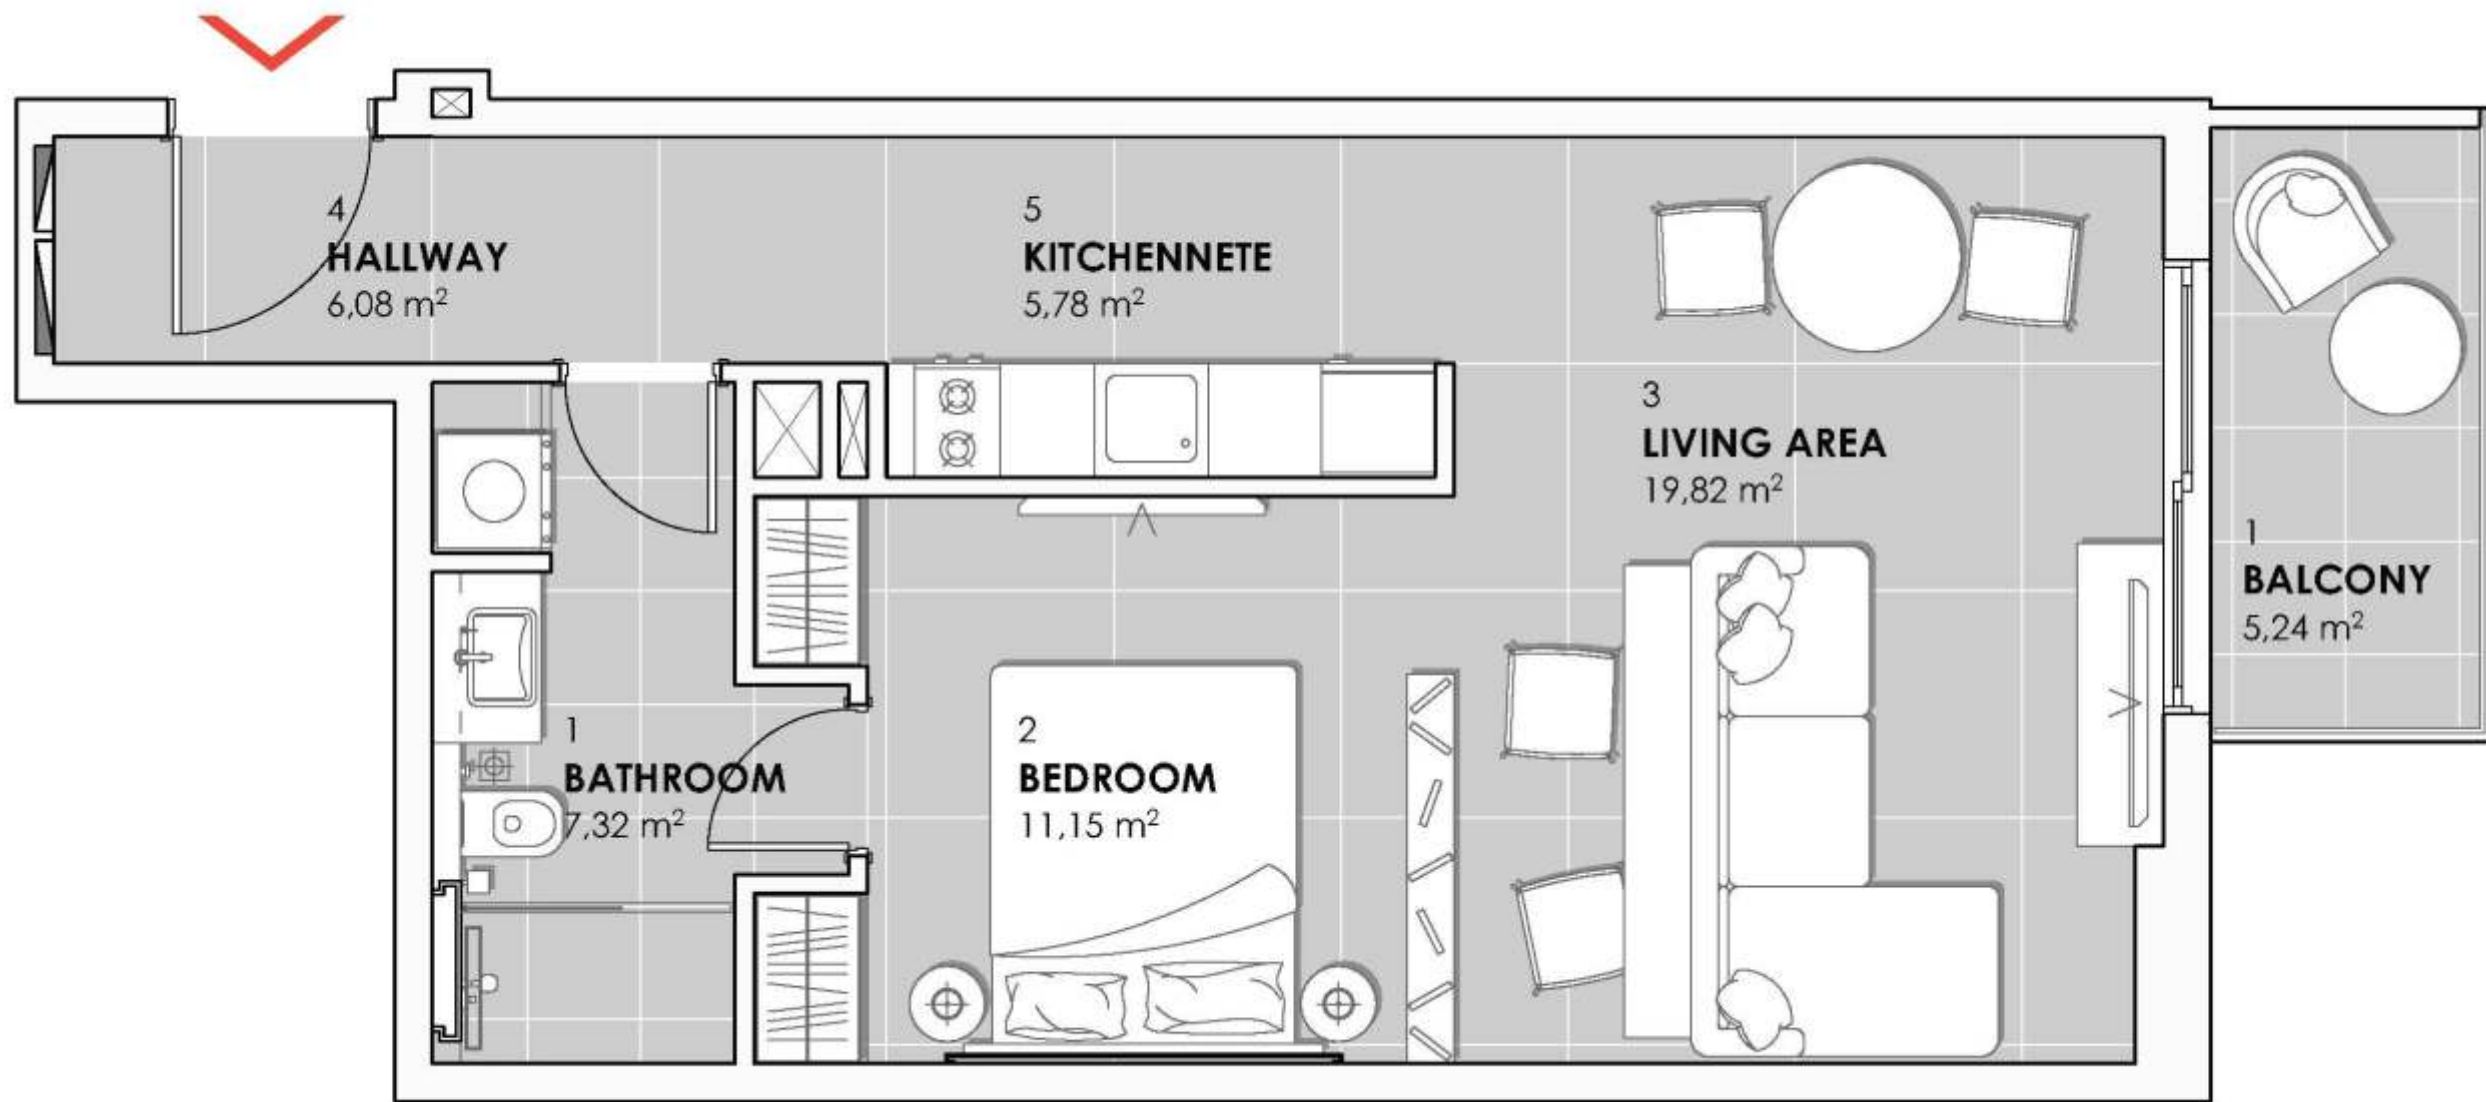 4
HALLWAY
6,08 m²
5
KITCHENNETE
5,78 m²
3
LIVING AREA
19,82 m²
1
BALCONY
5,24 m²
1
BATHROOM
7,32 m²
2
BEDROOM
11,15 m²